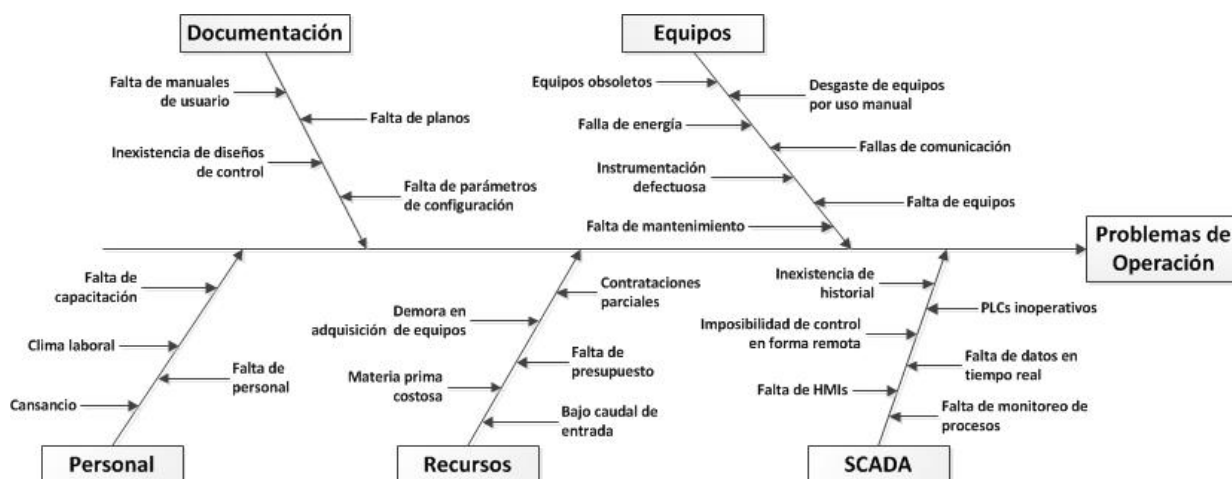 Documentación
Equipos
Falta de manuales
de usuario
Falta de planos
Inexistencia de diseños
de control
Falta de parámetros
de configuración
Equipos obsoletos
Desgaste de equipos
por uso manual
Falla de energía
Fallas de comunicación
Instrumentación
defectuosa
Falta de equipos
Falta de mantenimiento
Problemas de
Operación
Falta de
capacitación
Clima laboral
Falta de
personal
Cansancio
Contrataciones
parciales
Demora en
adquisición de equipos
Falta de
presupuesto
Materia prima
costosa
Bajo caudal de
entrada
Inexistencia de
historial
PLCs inoperativos
Imposibilidad de control
en forma remota
Falta de datos en
tiempo real
Falta de HMIs
Falta de monitoreo de
procesos
Personal
Recursos
SCADA